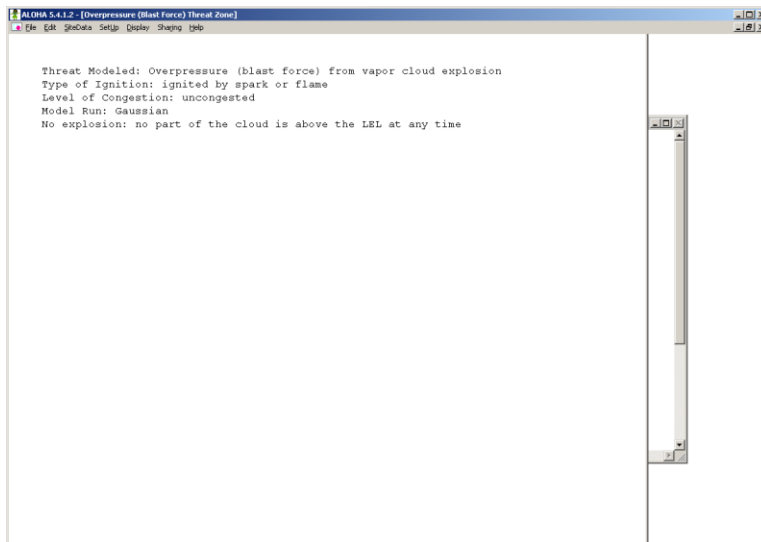 ALOHA 5.4.1.2 - [Overpressure (Blast Force) Threat Zone]
File Edit SiteData SetUp Display Sharing Help
Threat Modeled: Overpressure (blast force) from vapor cloud explosion
Type of Ignition: ignited by spark or flame
Level of Congestion: uncongested
Model Run: Gaussian
No explosion: no part of the cloud is above the LEL at any time